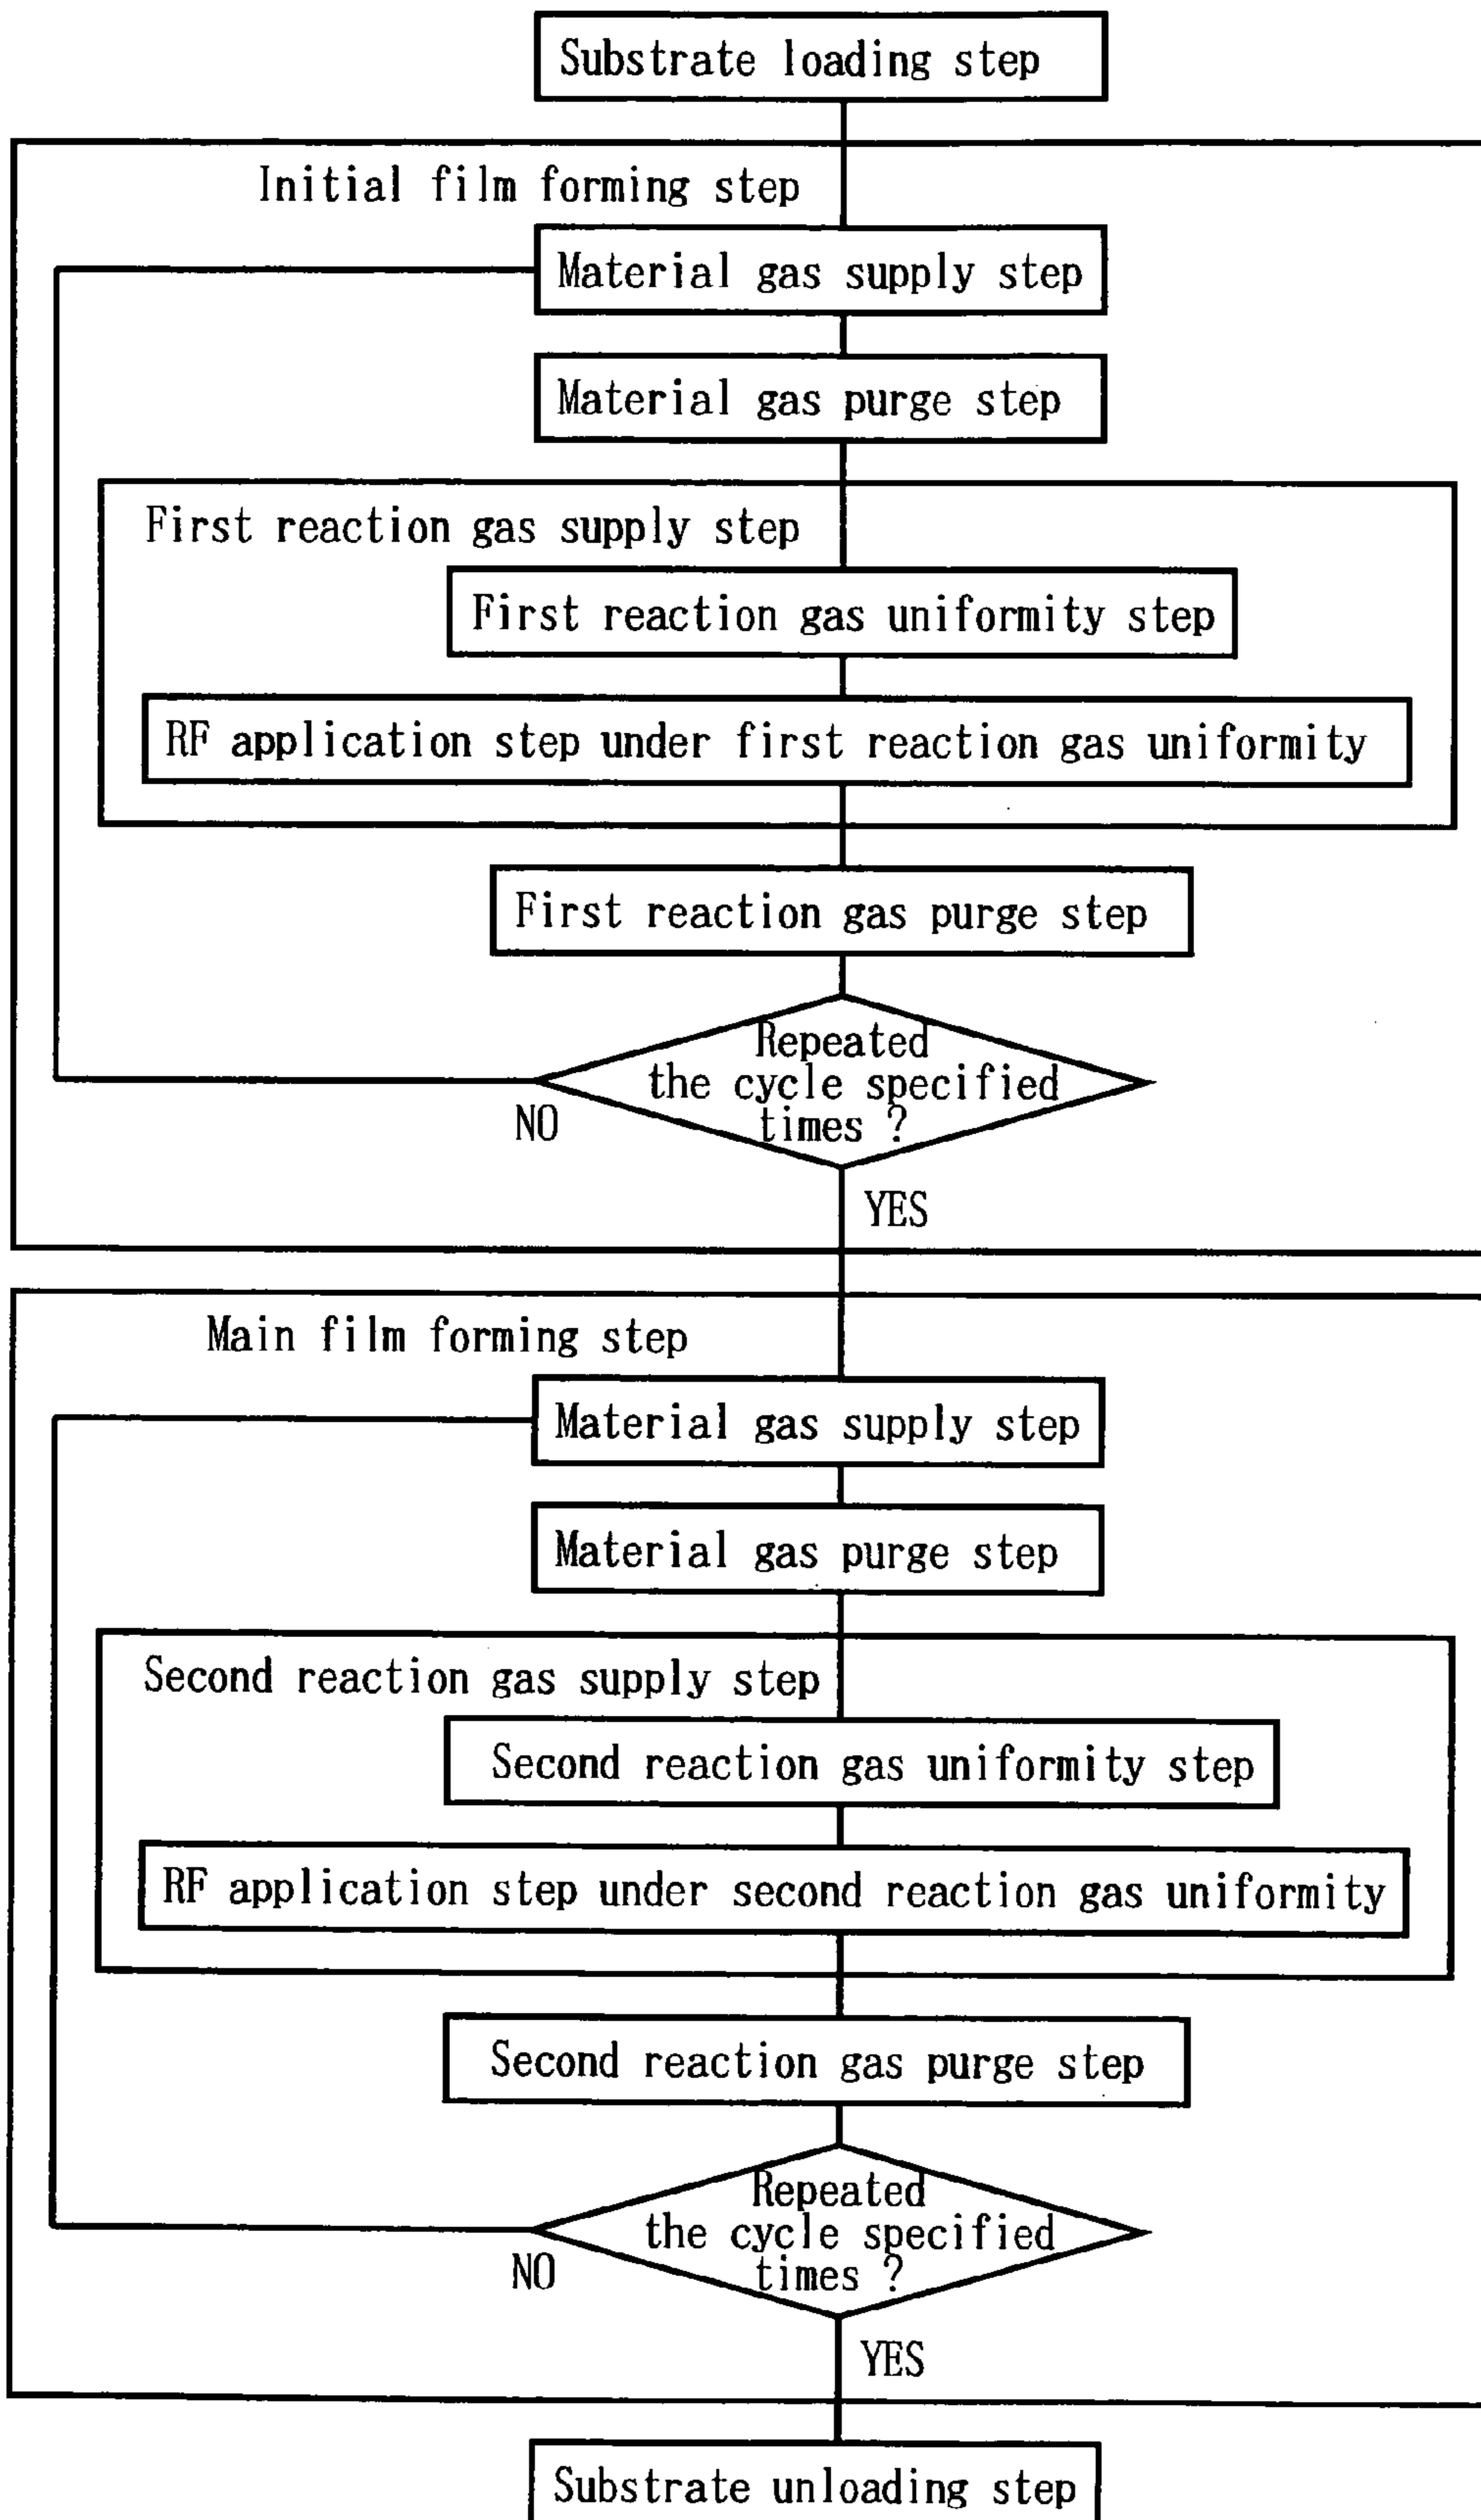 Substrate loading step
Initial film forming step
Material gas supply step
Material gas purge step
First reaction gas supply step
First reaction gas uniformity step
RF application step under first reaction gas uniformity
First reaction gas purge step
Repeated
the cycle specified
times ?
NO
YES
Main film forming step
Material gas supply step
Material gas purge step
Second reaction gas supply step
Second reaction gas uniformity step
RF application step under second reaction gas uniformity
Second reaction gas purge step
Repeated
the cycle specified
times ?
NO
YES
Substrate unloading step